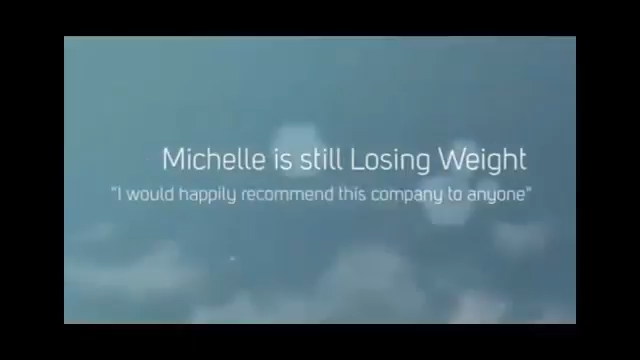 Michelle is still Losing Weight
"I would happily recommend this company to anyone"